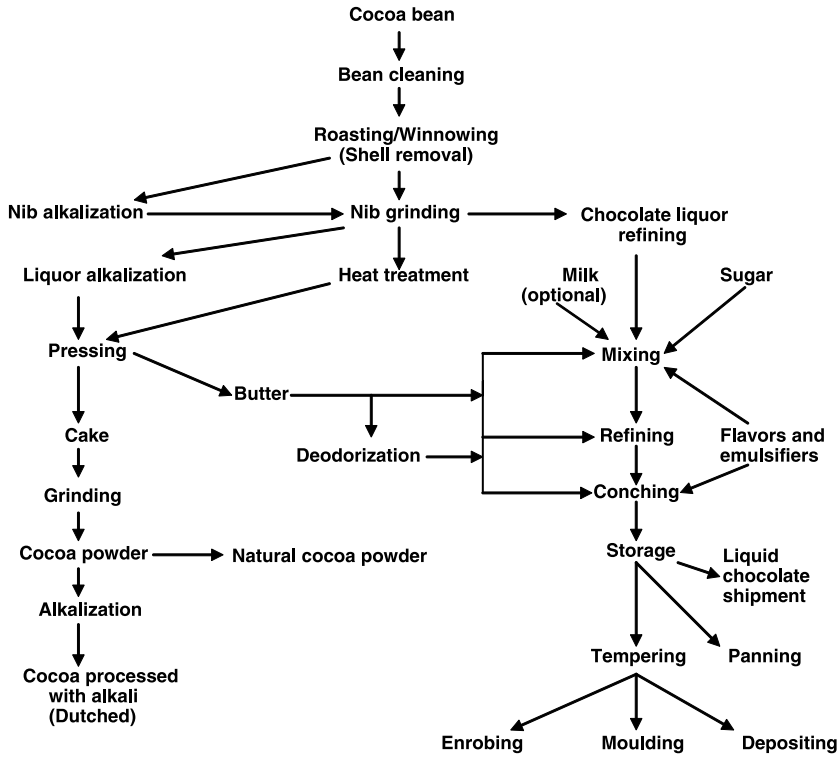 Cocoa bean
Bean cleaning
Roasting/Winnowing
(Shell removal)
Nib alkalization
Nib grinding
Chocolate liquor
refining
Liquor alkalization
Heat treatment
Milk
(optional)
Sugar
Pressing
Mixing
Butter
Cake
Deodorization
Refining
Flavors and
emulsifiers
Grinding
Conching
Cocoa powder
Natural cocoa powder
Storage
Liquid
chocolate
shipment
Alkalization
Tempering
Panning
Cocoa processed
with alkali
(Dutched)
Enrobing
Moulding
Depositing